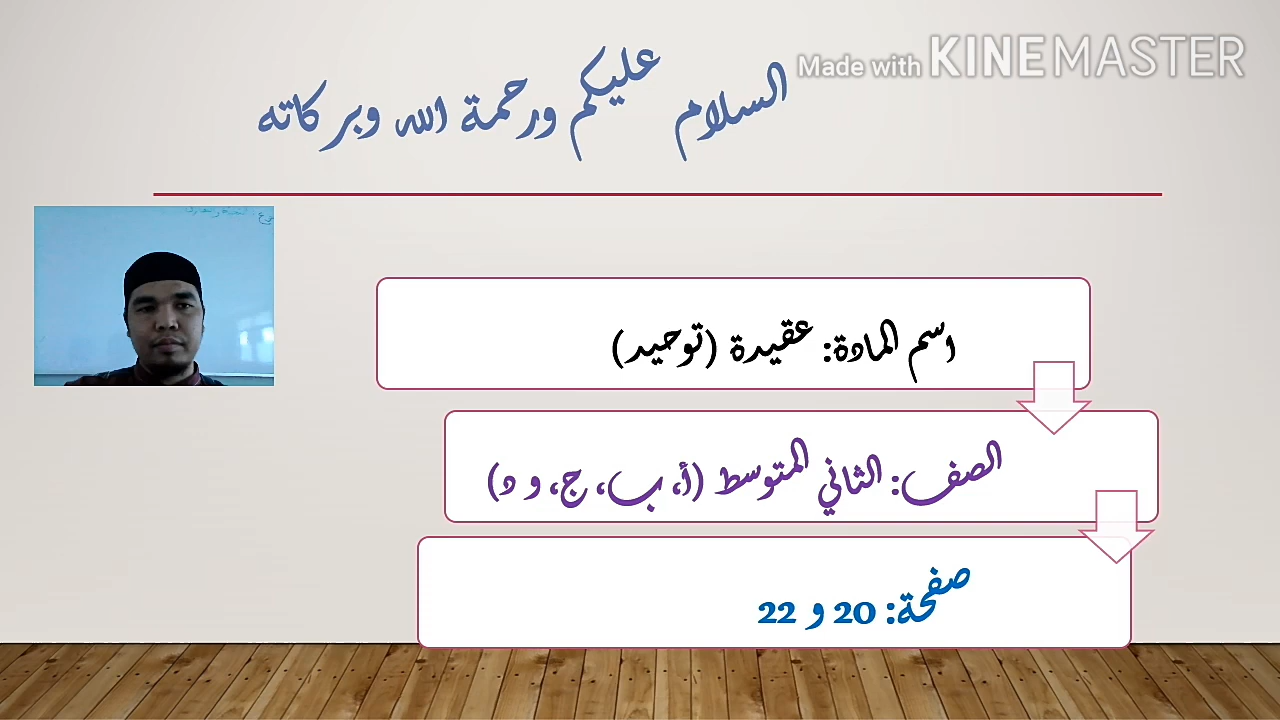 السلام عليكم ورحمة الله وبركاته
Made with KINEMASTER
اسم المادة: عقيدة (توحيد)
الصف: الثاني المتوسط (أ، ب، ج، و د)
صفحة: 20 و 22